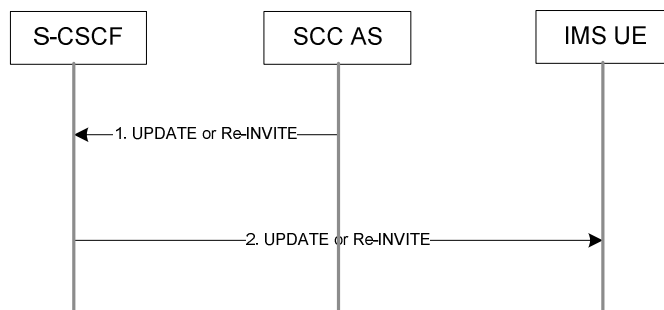 S-CSCF
SCC AS
IMS UE
1. UPDATE or Re-INVITE
2. UPDATE or Re-INVITE